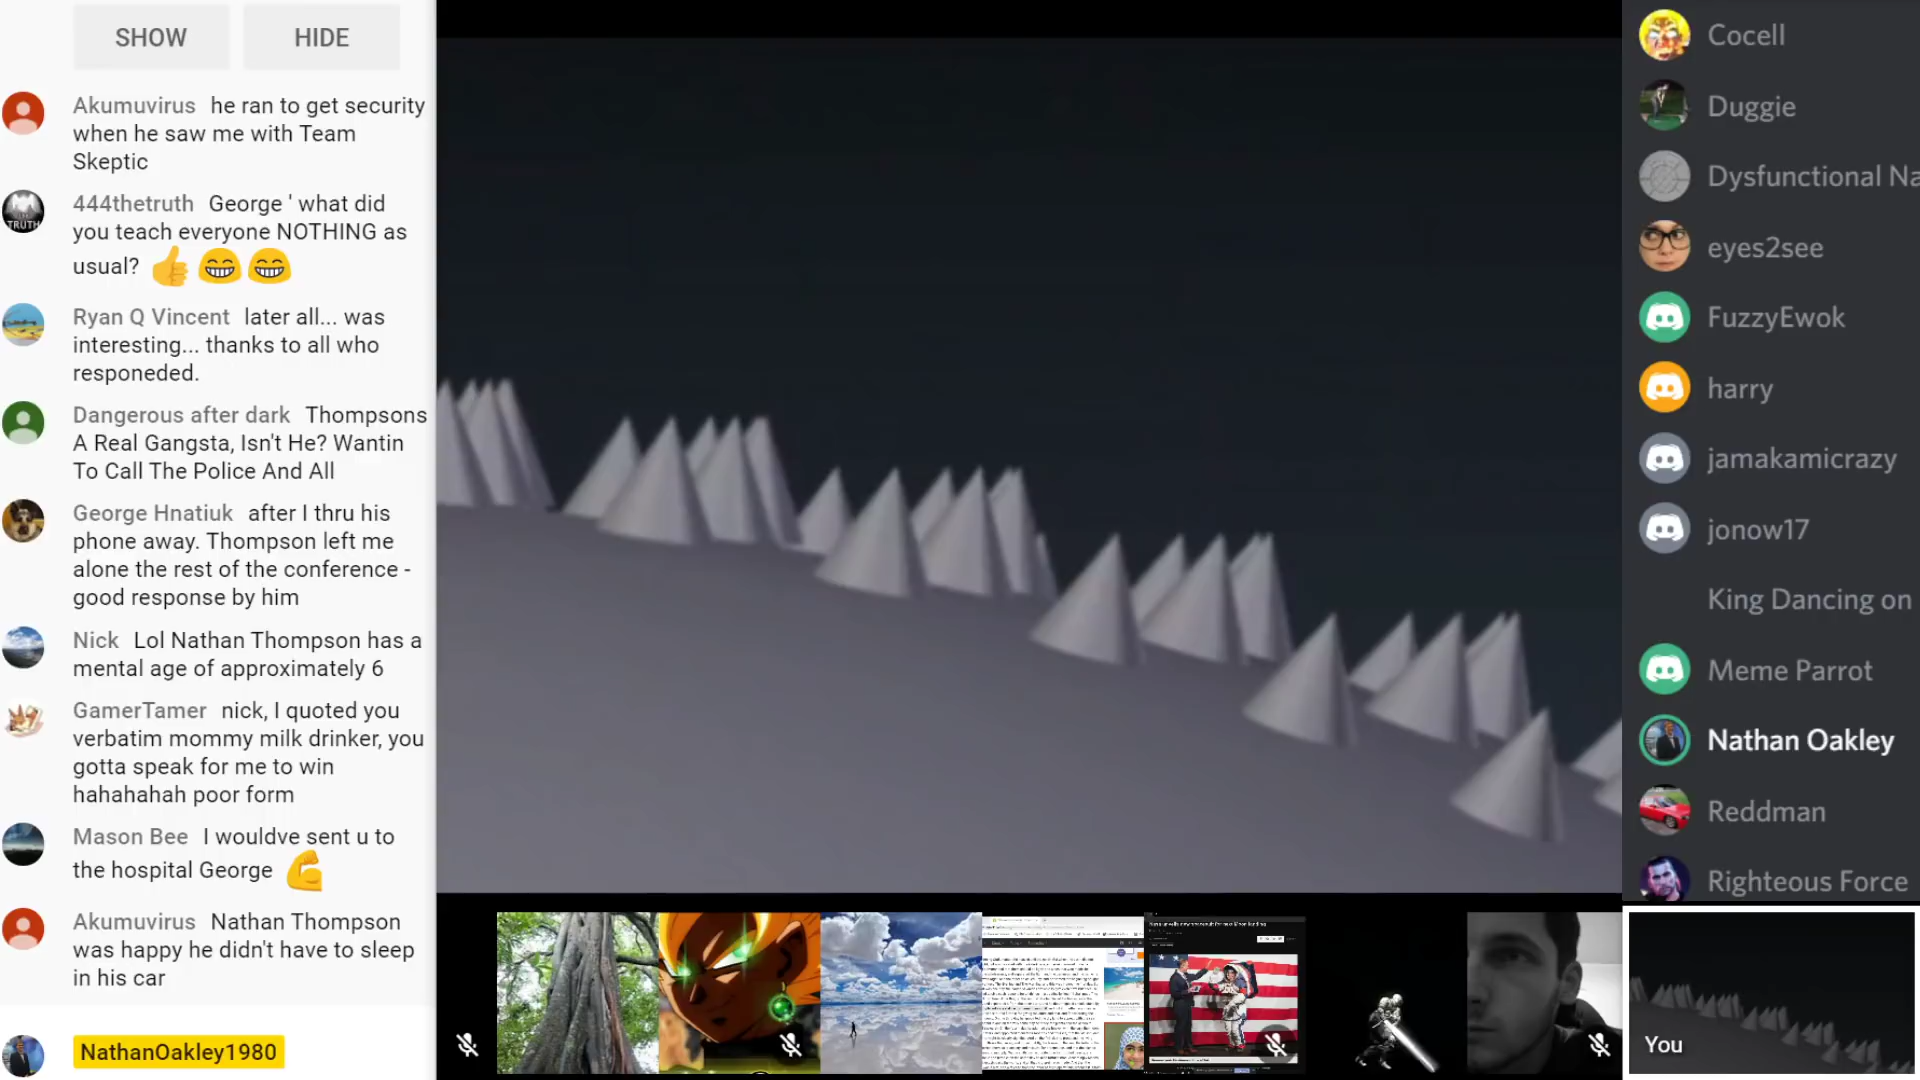 SHOW
HIDE
Akumuvirus he ran to get security
when he saw me with Team
Skeptic
444thetruth George ' what did
you teach everyone NOTHING as
usual?
Ryan Q Vincent later all... was
interesting... thanks to all who
responeded.
Dangerous after dark Thompsons
A Real Gangsta, Isn't He? Wantin
To Call The Police And All
George Hnatiuk after I thru his
phone away. Thompson left me
alone the rest of the conference -
good response by him
Nick Lol Nathan Thompson has a
mental age of approximately 6
GamerTamer nick, I quoted you
verbatim mommy milk drinker, you
gotta speak for me to win
hahahahah poor form
Mason Bee I wouldve sent u to
the hospital George
Akumuvirus Nathan Thompson
was happy he didn't have to sleep
in his car
NathanOakley1980
Cocell
Duggie
Dysfunctional Na
eyes2see
FuzzyEwok
harry
jamakamicrazy
jonow17
King Dancing on
Meme Parrot
Nathan Oakley
Reddman
Righteous Force
You
TRUTH